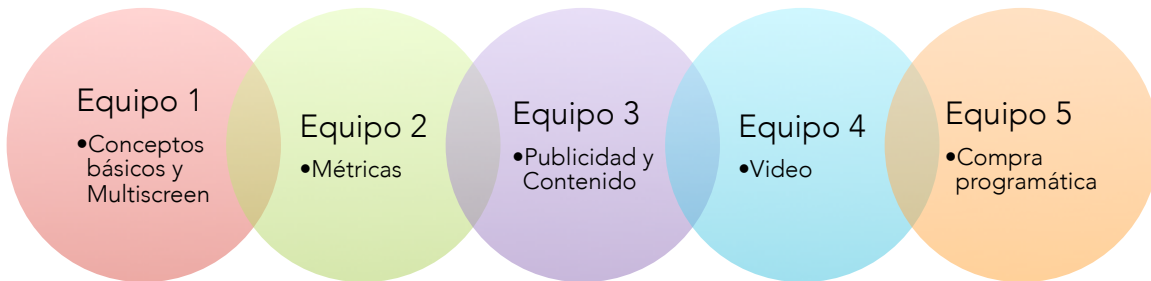 Equipo 1
•Conceptos
básicos y
Multiscreen
Equipo 2
•Métricas
Equipo 3
•Publicidad y
Contenido
Equipo 4
•Video
Equipo 5
•Compra
programática